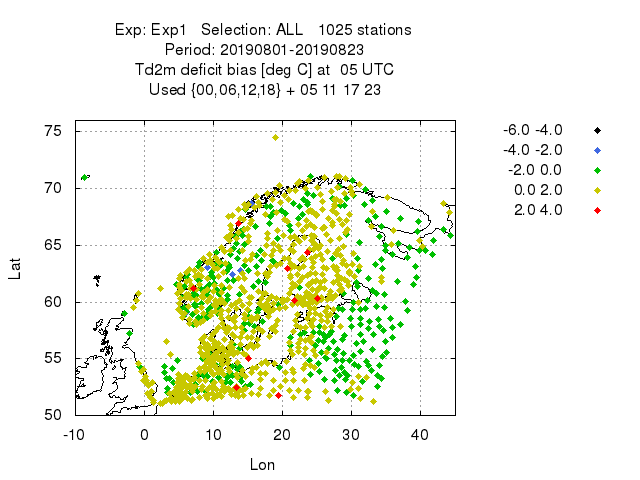 Exp: Exp1 Selection: ALL 1025 stations
Period: 20190801-20190823
Td2m deficit bias [deg C] at 05 UTC
Used {00,06,12,18} + 05 11 17 23
-6.0 -4.0
-4.0 -2.0
-2.0 0.0
0.0 2.0
2.0 4.0
75
70
65
60
55
50
Lat
-10 0 10 20 30 40
Lon